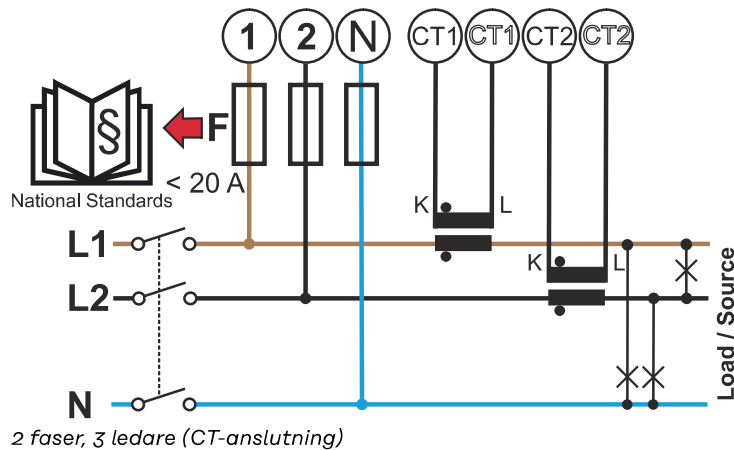 1 2 N CT1 CT1 CT2 CT2
§
F
< 20 A
National Standards
K L
L1
K L
L2
Load / Source
N
2 faser, 3 ledare (CT-anslutning)